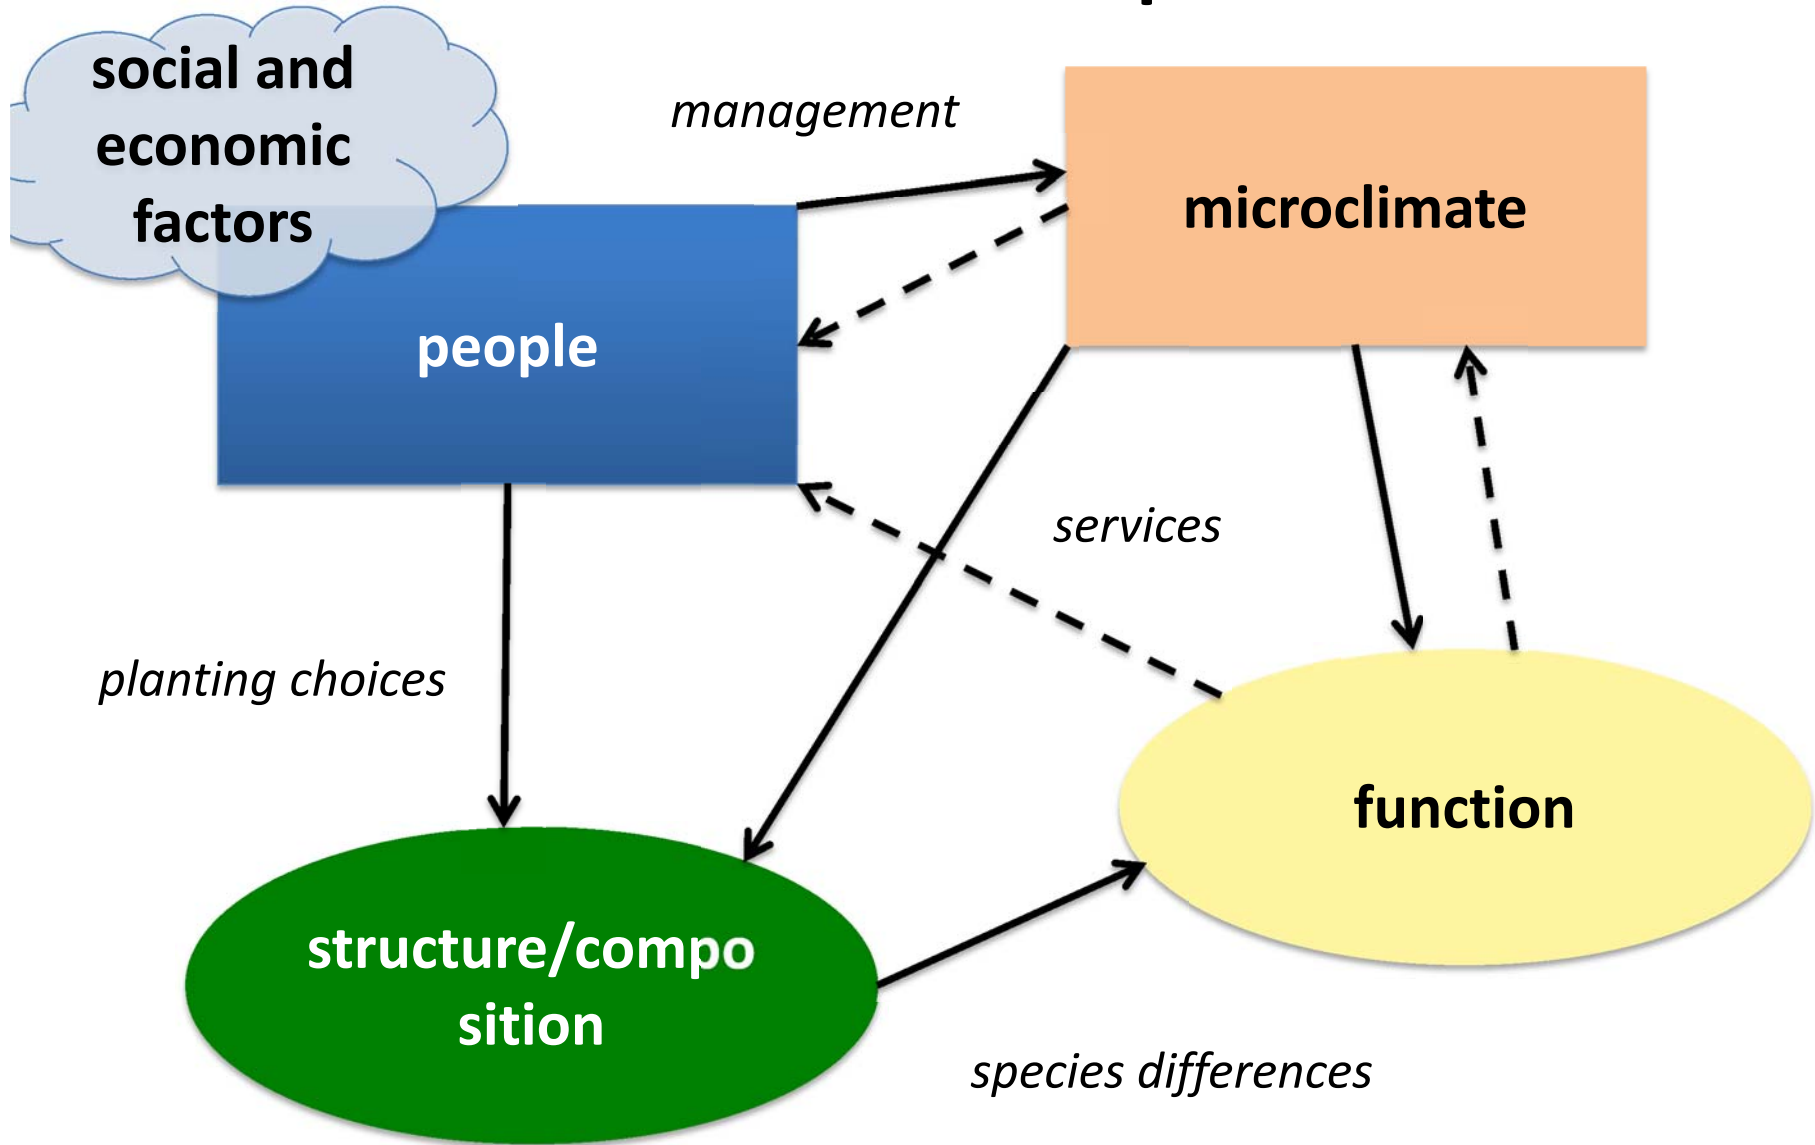 social and
economic
factors
management
microclimate
people
services
planting choices
function
structure/compo
sition
species differences